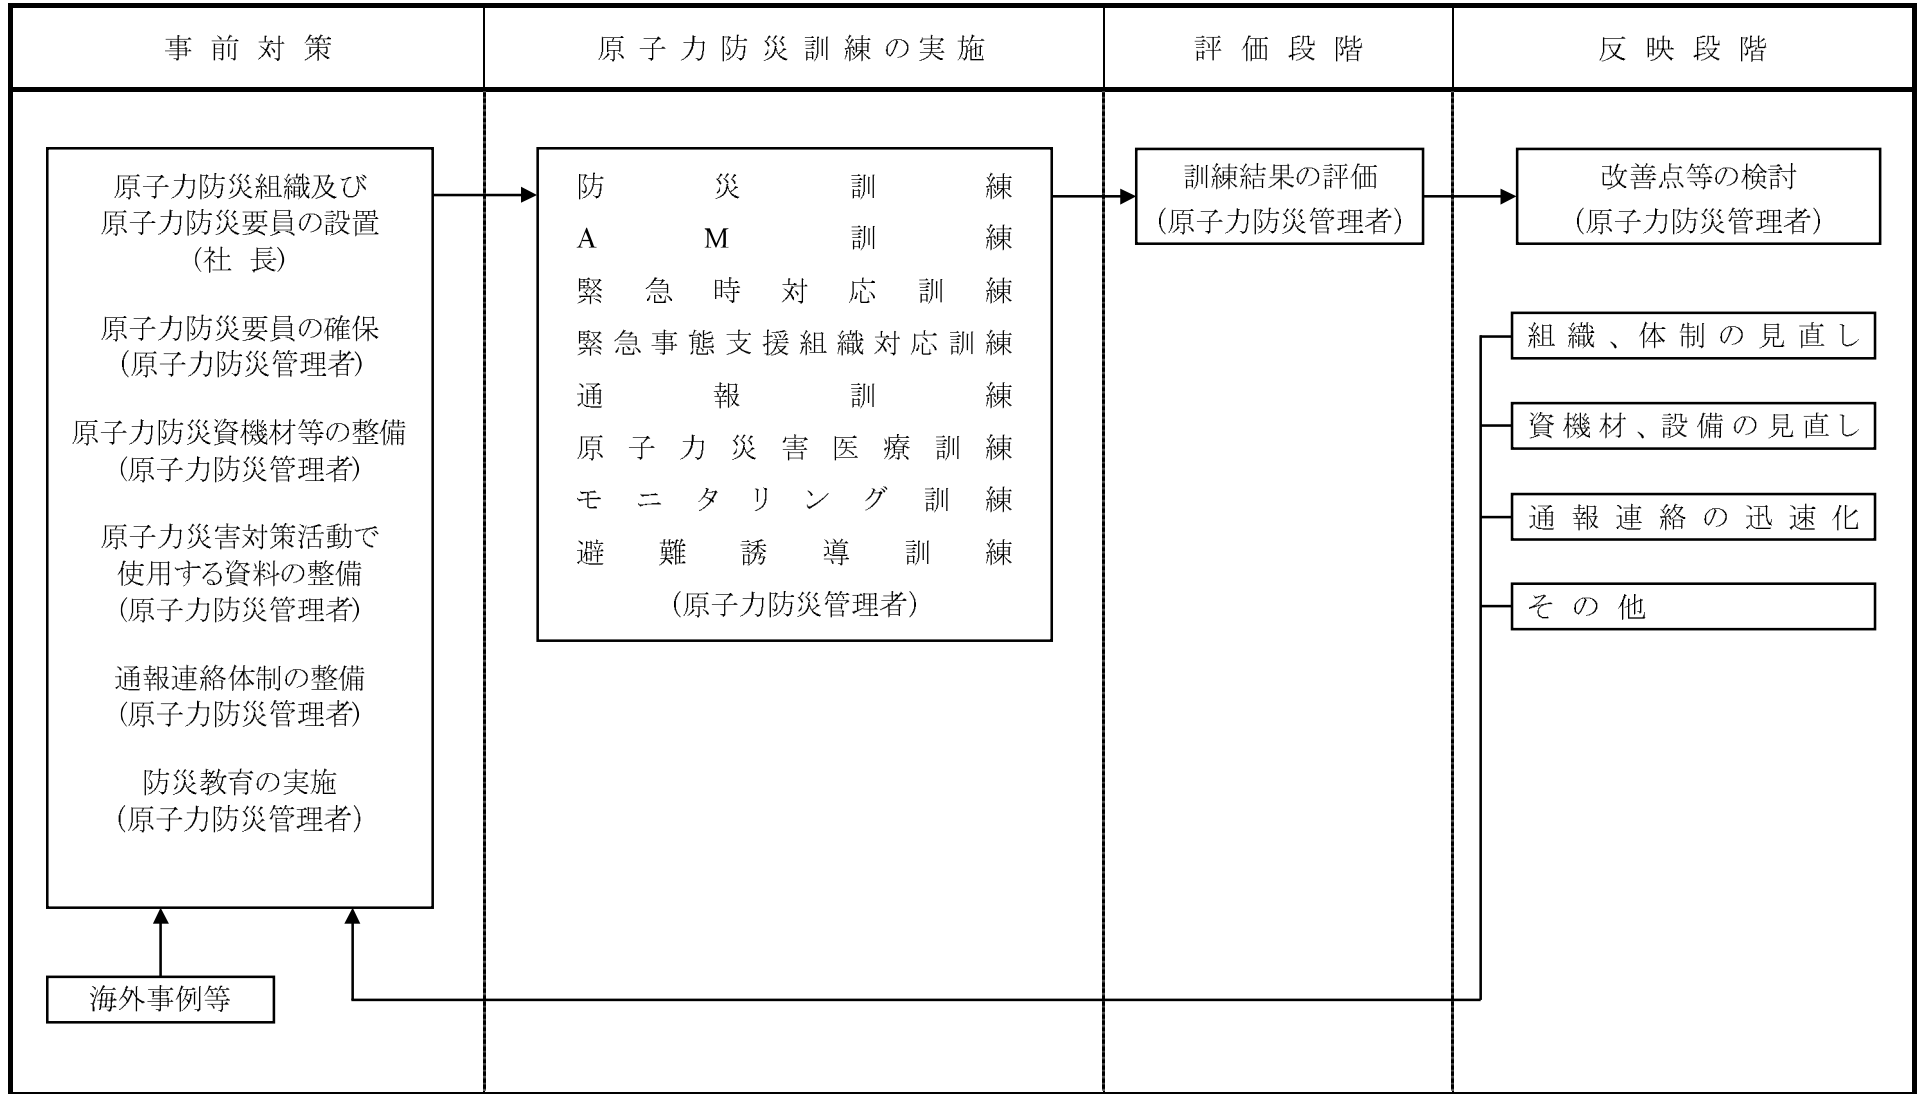 事前対策
原子力防災訓練の実施
評価段階
反映段階
原子力防災組織及び
原子力防災要員の設置
(社 長)
原子力防災要員の確保
(原子力防災管理者)
原子力防災資機材等の整備
(原子力防災管理者)
原子力災害対策活動で
使用する資料の整備
(原子力防災管理者)
通報連絡体制の整備
(原子力防災管理者)
防災教育の実施
(原子力防災管理者)
海外事例等
防災訓練
AM訓練
緊急時対応訓練
緊急事態支援組織対応訓練
通報訓練
原子力災害医療訓練
モニタリング訓練
避難誘導訓練
(原子力防災管理者)
訓練結果の評価
(原子力防災管理者)
改善点等の検討
(原子力防災管理者)
組織、体制の見直し
資機材、設備の見直し
通報連絡の迅速化
その他